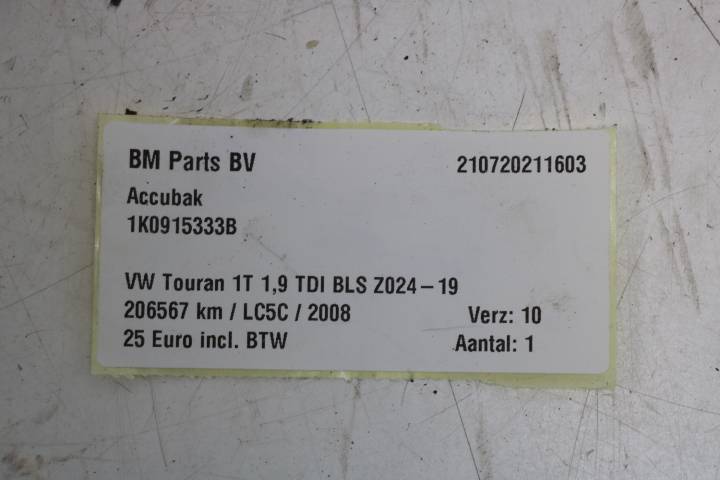 BM Parts BV 210720211603
Accubak
1K0915333B
VW Touran 1T 1,9 TDI BLS Z024-19
206567 km / LC5C / 2008 Verz: 10
25 Euro incl. BTW Aantal: 1